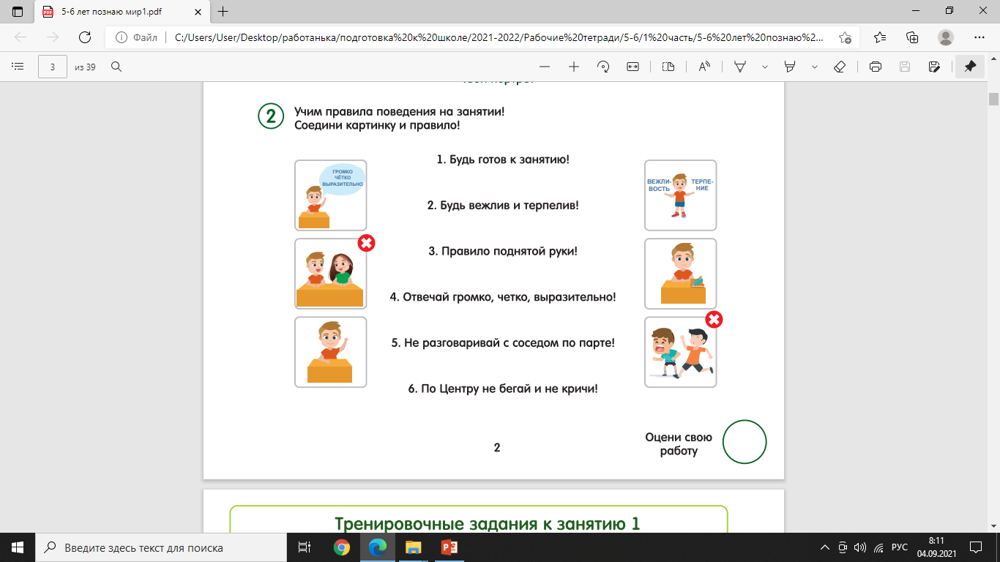 5-6 лет познаю мир1.pdf
Файл
C:/Users/User/Desktop/работанька/подготовка%20к%20школе/2021-2022/Рабочие%20тетради/5-6/1%20часть/5-6%20лет%20познаю%2...
3
из 39
2
Учим правила поведения на занятии!
Соедини картинку и правило!
ГРОМКО
ЧЁТКО
ВЫРАЗИТЕЛЬНО
1. Будь готов к занятию!
2. Будь вежлив и терпелив!
3. Правило поднятой руки!
4. Отвечай громко, четко, выразительно!
5. Не разговаривай с соседом по парте!
6. По Центру не бегай и не кричи!
ВЕЖЛИ-
ВОСТЬ
ТЕРПЕ-
НИЕ
Оцени свою
работу
2
Тренировочные задания к занятию 1
Введите здесь текст для поиска
РУС
8:11
04.09.2021